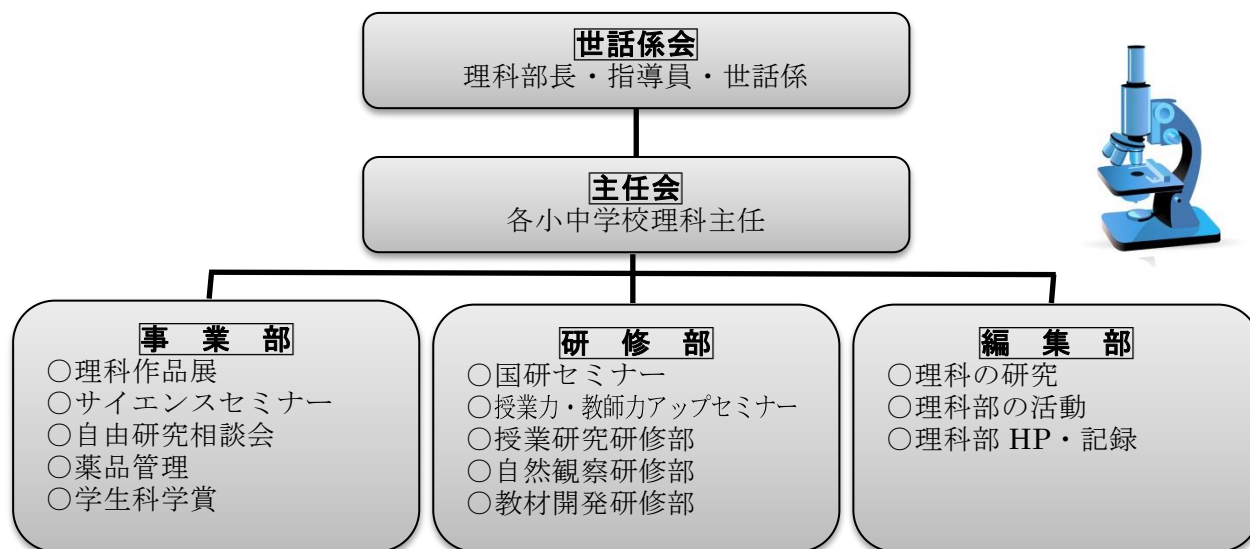 世話係会
理科部長・指導員・世話係
主任会
各小中学校理科主任
事 業 部
○理科作品展
○サイエンスセミナー
○自由研究相談会
○薬品管理
○学生科学賞
研 修 部
○国研セミナー
○授業力・教師力アップセミナー
○授業研究研修部
○自然観察研修部
○教材開発研修部
編 集 部
○理科の研究
○理科部の活動
○理科部 HP・記録